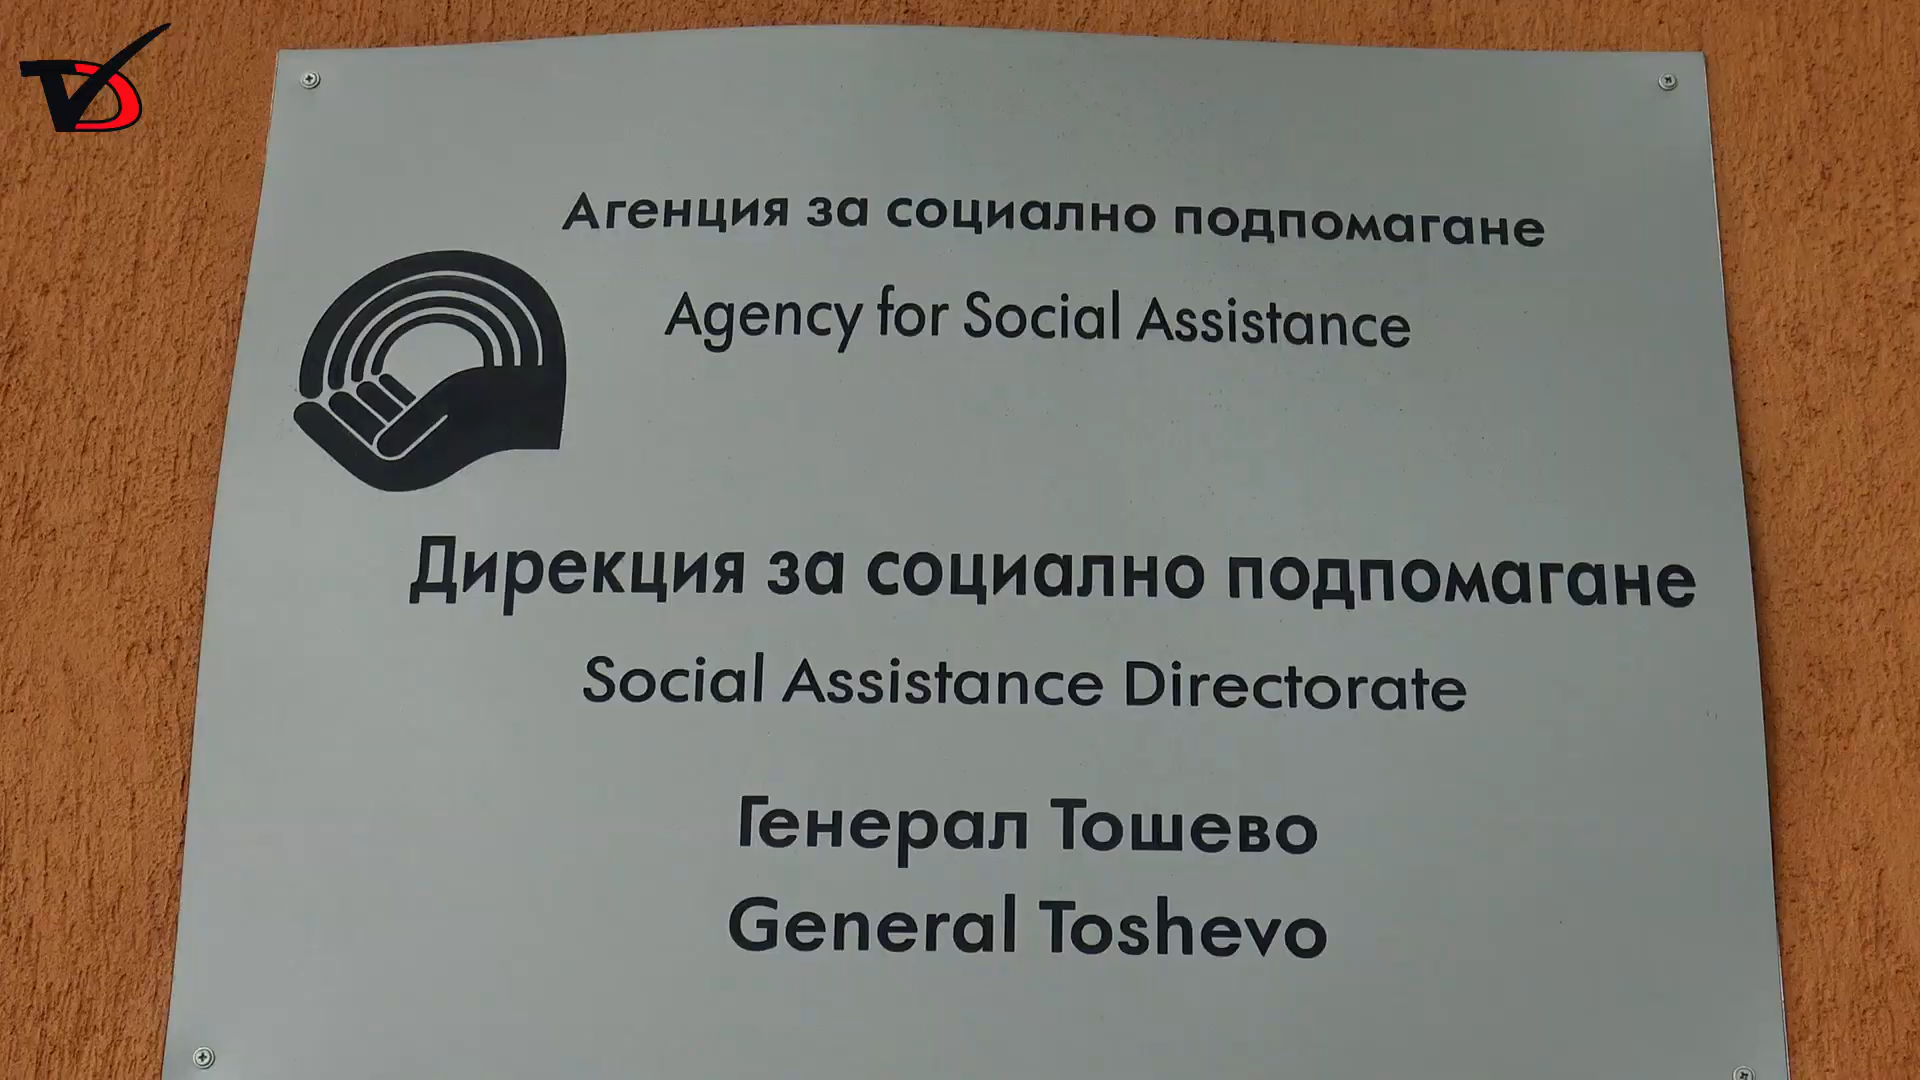 Агенция за социално подпомагане
Agency for Social Assistance
Дирекция за социално подпомагане
Social Assistance Directorate
Генерал Тошево
General Toshevo